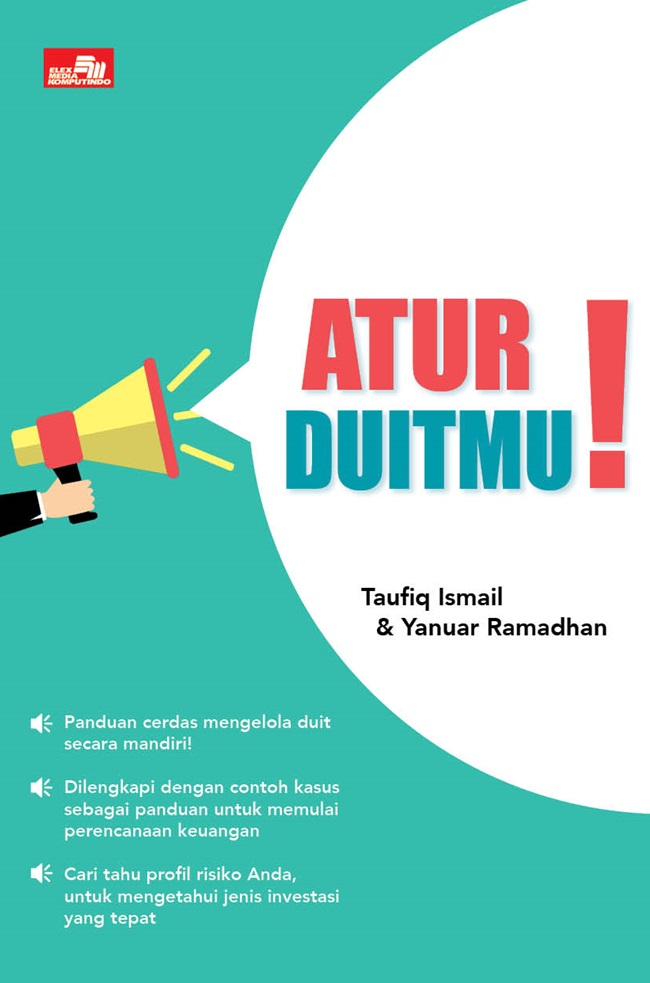 ELEX
MEDIA
KOMPUTINDO
ATUR
DUITMU!
Taufiq Ismail
& Yanuar Ramadhan
Panduan cerdas mengelola duit
secara mandiri!
Dilengkapi dengan contoh kasus
sebagai panduan untuk memulai
perencanaan keuangan
Cari tahu profil risiko Anda,
untuk mengetahui jenis investasi
yang tepat